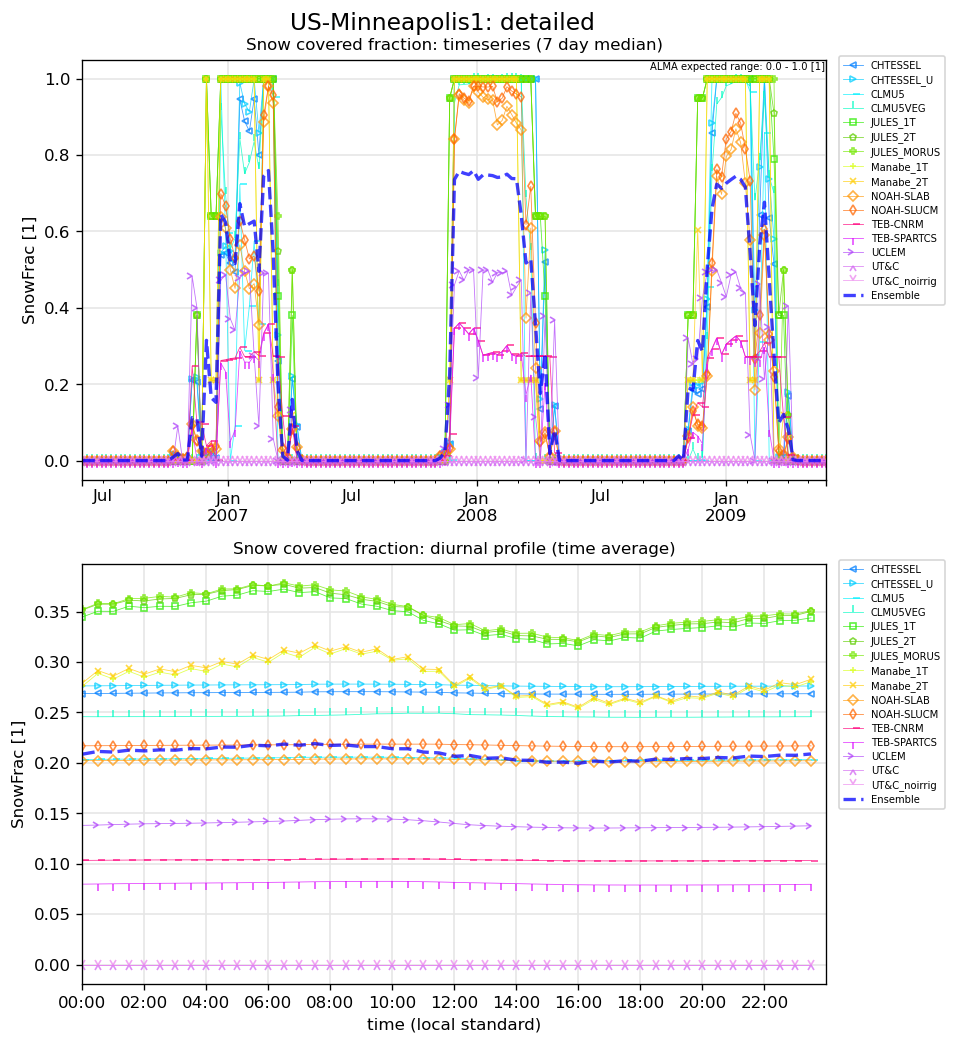 US-Minneapolis1: detailed
Snow covered fraction: timeseries (7 day median)
ALMA expected range: 0.0 - 1.0 [1]
SnowFrac [1]
1.0
0.8
0.6
0.4
0.2
0.0
Jul
Jan
2007
Jul
Jan
2008
Jul
Jan
2009
CHTESSEL
CHTESSEL_U
CLMU5
CLMU5VEG
JULES_1T
JULES_2T
JULES_MORUS
Manabe_1T
Manabe_2T
NOAH-SLAB
NOAH-SLUCM
TEB-CNRM
TEB-SPARTCS
UCLEM
UT&C
UT&C_noirrig
Ensemble
Snow covered fraction: diurnal profile (time average)
SnowFrac [1]
0.35
0.30
0.25
0.20
0.15
0.10
0.05
0.00
00:00 02:00 04:00 06:00 08:00 10:00 12:00 14:00 16:00 18:00 20:00 22:00
time (local standard)
CHTESSEL
CHTESSEL_U
CLMU5
CLMU5VEG
JULES_1T
JULES_2T
JULES_MORUS
Manabe_1T
Manabe_2T
NOAH-SLAB
NOAH-SLUCM
TEB-CNRM
TEB-SPARTCS
UCLEM
UT&C
UT&C_noirrig
Ensemble